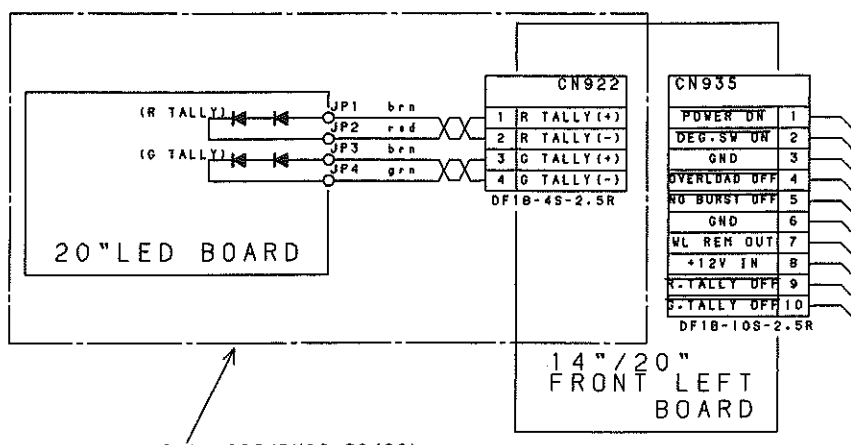 CN922
1 R TALLY(+)
2 R TALLY(-)
3 G TALLY(+)
4 G TALLY(-)
DF1B-4S-2.5R
CN935
POWER ON 1
DEG.SW ON 2
GND 3
OVERLOAD OFF 4
NO BURST OFF 5
GND 6
WL REM OUT 7
+12V IN 8
R.TALLY OFF 9
G.TALLY OFF 10
DF1B-10S-2.5R
(R TALLY)
JP1 brn
JP2 red
(G TALLY)
JP3 brn
JP4 grn
20"LED BOARD
14"/20"
FRONT LEFT
BOARD